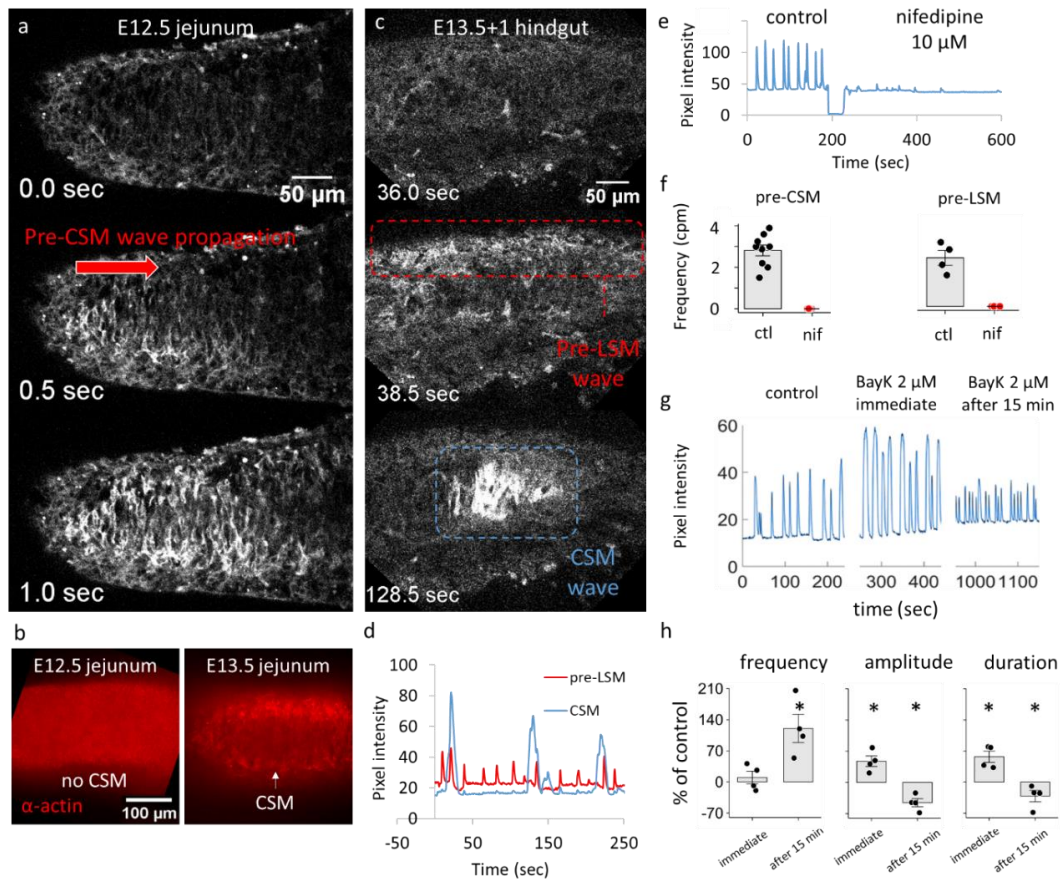 a
E12.5 jejunum
0.0 sec
50 µm
Pre-CSM wave propagation
0.5 sec
1.0 sec
b
E12.5 jejunum
no CSM
α-actin
100 µm
E13.5 jejunum
CSM
c
E13.5+1 hindgut
36.0 sec
50 µm
Pre-LSM
wave
38.5 sec
CSM
wave
128.5 sec
d
Pixel intensity
100
80
60
40
20
0
-50
50
150
250
Time (sec)
pre-LSM
CSM
e
control
nifedipine
10 µM
Pixel intensity
150
100
50
0
0
200
400
600
Time (sec)
f
pre-CSM
pre-LSM
Frequency (cpm)
4
2
0
ctl
nif
ctl
nif
g
control
BayK 2 µM
immediate
BayK 2 µM
after 15 min
Pixel intensity
60
40
20
0
0
100
200
300
400
1000
1100
time (sec)
h
frequency
amplitude
duration
% of control
210
140
70
0
-70
*
* *
* *
immediate
after 15 min
immediate
after 15 min
immediate
after 15 min